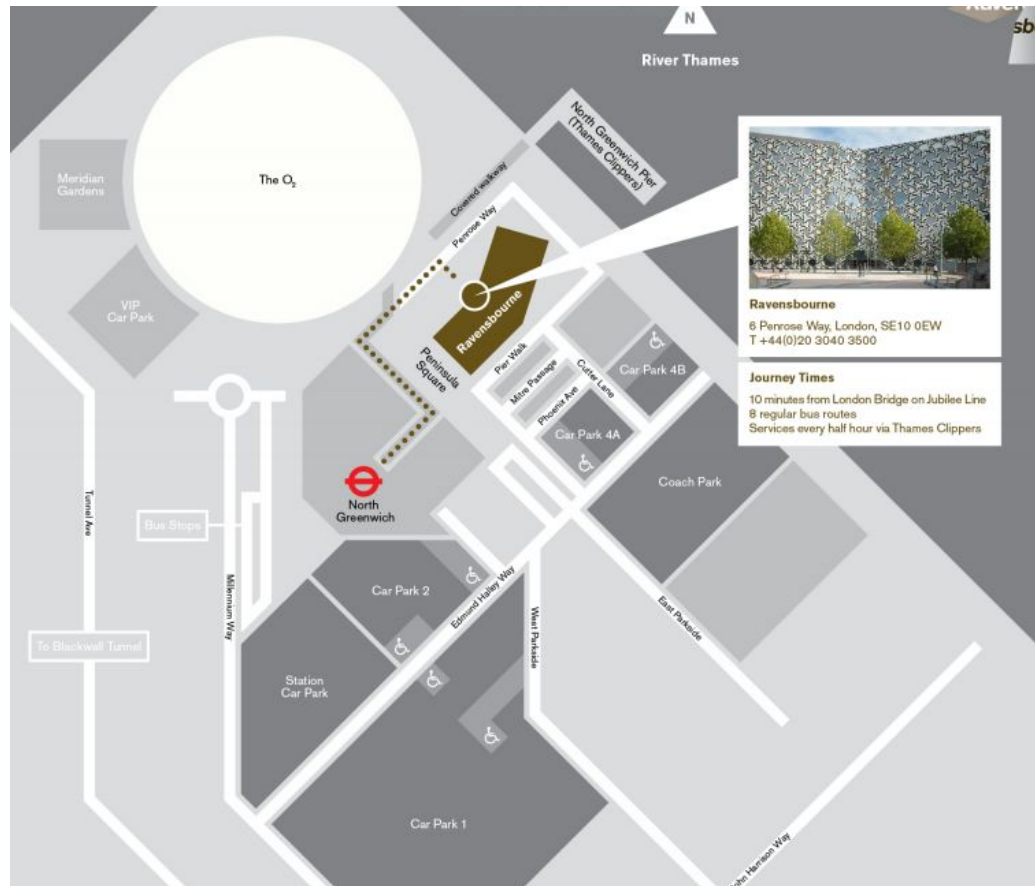 N
River Thames
North Greenwich Pier
(Thames Clippers)
Covered walkway
Penrose Way
Meridian
Gardens
The O₂
VIP
Car Park
Ravensbourne
Peninsula
Square
Pier Walk
Mitre Passage
Phoenix Ave
Cutter Lane
Car Park 4B
Car Park 4A
Coach Park
Ravensbourne
6 Penrose Way, London, SE10 0EW
T +44(0)20 3040 3500
Journey Times
10 minutes from London Bridge on Jubilee Line
8 regular bus routes
Services every half hour via Thames Clippers
North
Greenwich
Bus Stops
Tunnel Ave
Millennium Way
To Blackwall Tunnel
Car Park 2
Edmund Halley Way
West Parkside
East Parkside
Station
Car Park
Car Park 1
John Harrison Way